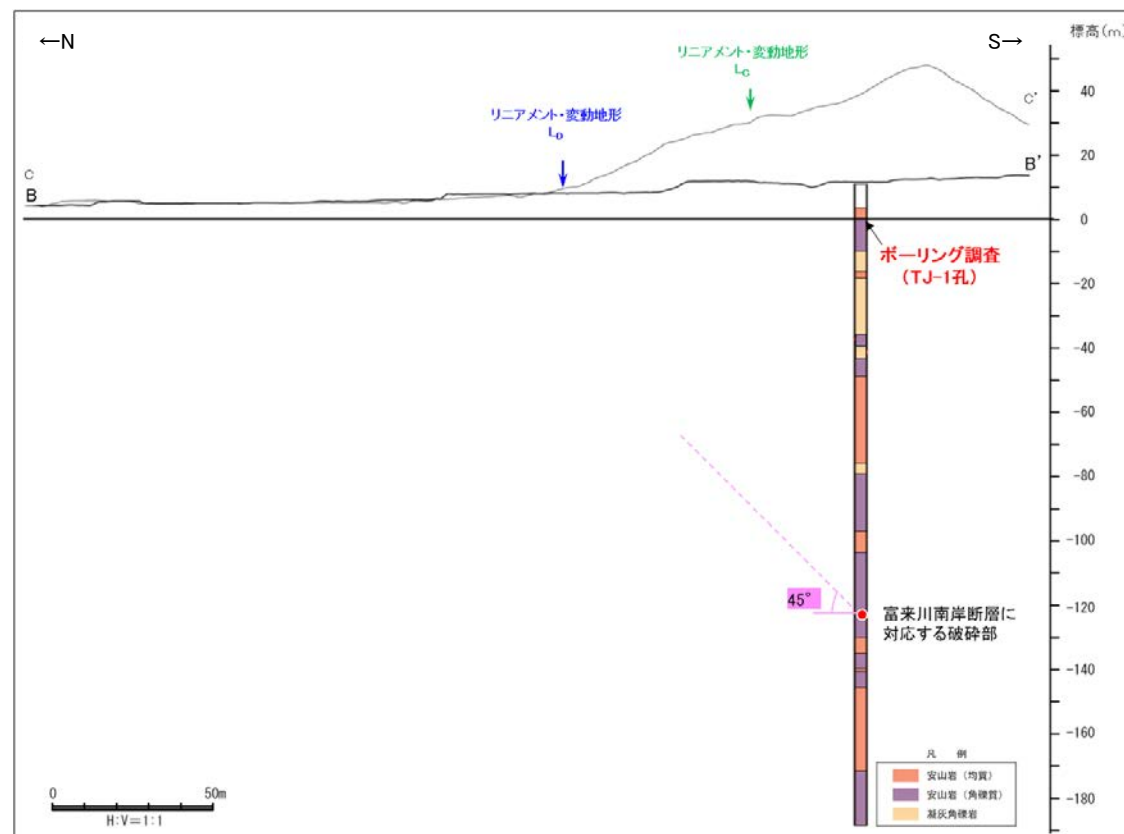 ←N
S→
標高(m)
リニアメント・変動地形
LC
リニアメント・変動地形
LD
C
B
C'
B'
40
20
0
-20
-40
-60
-80
-100
-120
-140
-160
-180
ボーリング調査
(TJ-1孔)
45°
富来川南岸断層に
対応する破砕部
凡 例
安山岩(均質)
安山岩(角礫質)
凝灰角礫岩
0 50m
H:V=1:1